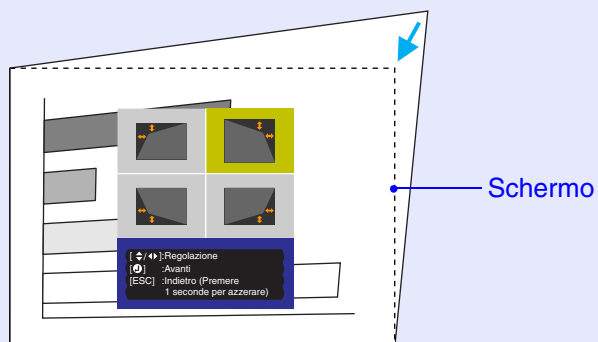 Schermo
[ ]:Regolazione
[ ] :Avanti
[ESC] :Indietro (Premere
1 seconde per azzerare)